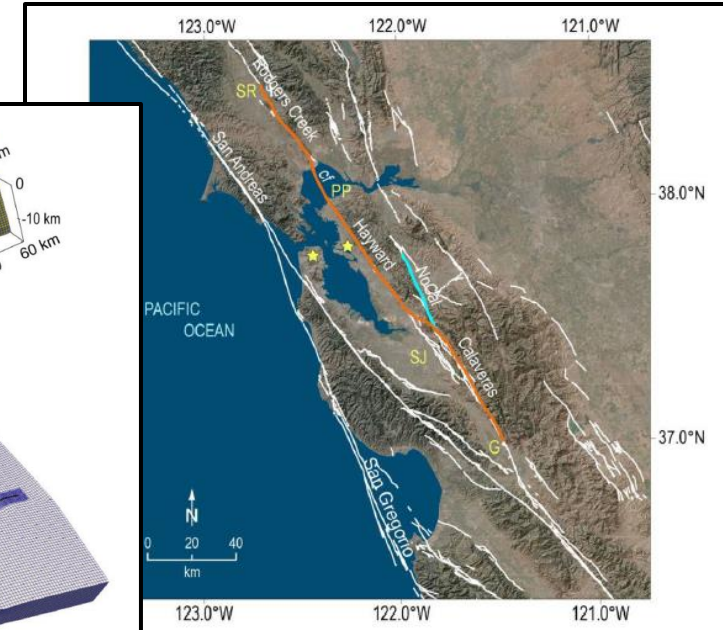 123.0°W 122.0°W 121.0°W
SR
Rodgers Creek
San Andreas
0
-10 km
60 km
cf
PP
38.0°N
Hayward
NoCal
PACIFIC
OCEAN
SJ
Calaveras
37.0°N
G
San Gregorio
N
0 20 40
km
123.0°W 122.0°W 121.0°W